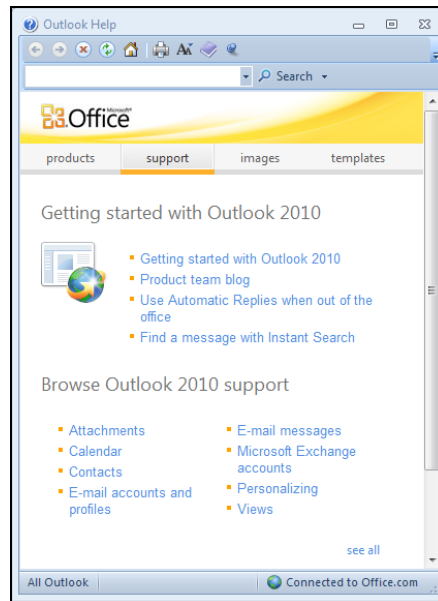 Outlook Help
Search
Microsoft®
Office
products support images templates
Getting started with Outlook 2010
Getting started with Outlook 2010
Product team blog
Use Automatic Replies when out of the
office
Find a message with Instant Search
Browse Outlook 2010 support
Attachments
Calendar
Contacts
E-mail accounts and
profiles
E-mail messages
Microsoft Exchange
accounts
Personalizing
Views
see all
All Outlook Connected to Office.com